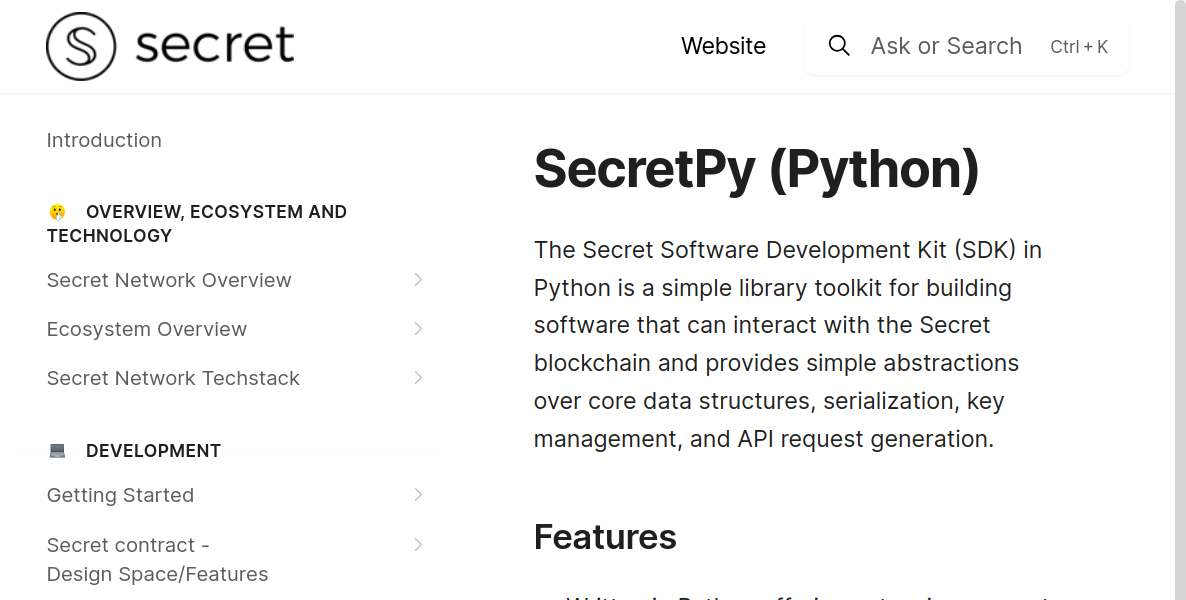 secret
Website
Ask or Search Ctrl + K
Introduction
OVERVIEW, ECOSYSTEM AND
TECHNOLOGY
Secret Network Overview
Ecosystem Overview
Secret Network Techstack
DEVELOPMENT
Getting Started
Secret contract -
Design Space/Features
SecretPy (Python)
The Secret Software Development Kit (SDK) in
Python is a simple library toolkit for building
software that can interact with the Secret
blockchain and provides simple abstractions
over core data structures, serialization, key
management, and API request generation.
Features